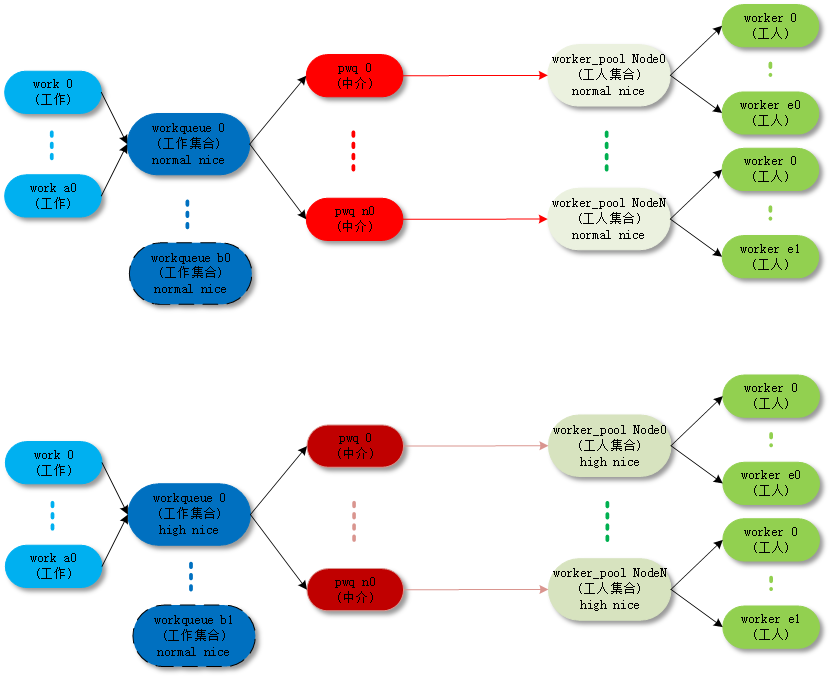 work 0
(工作)
work a0
(工作)
workqueue 0
(工作集合)
normal nice
workqueue b0
(工作集合)
normal nice
pwq 0
(中介)
pwq n0
(中介)
worker_pool Node0
(工人集合)
normal nice
worker_pool NodeN
(工人集合)
normal nice
worker 0
(工人)
worker e0
(工人)
worker 0
(工人)
worker e1
(工人)
work 0
(工作)
work a0
(工作)
workqueue 0
(工作集合)
high nice
workqueue b1
(工作集合)
normal nice
pwq 0
(中介)
pwq n0
(中介)
worker_pool Node0
(工人集合)
high nice
worker_pool NodeN
(工人集合)
high nice
worker 0
(工人)
worker e0
(工人)
worker 0
(工人)
worker e1
(工人)